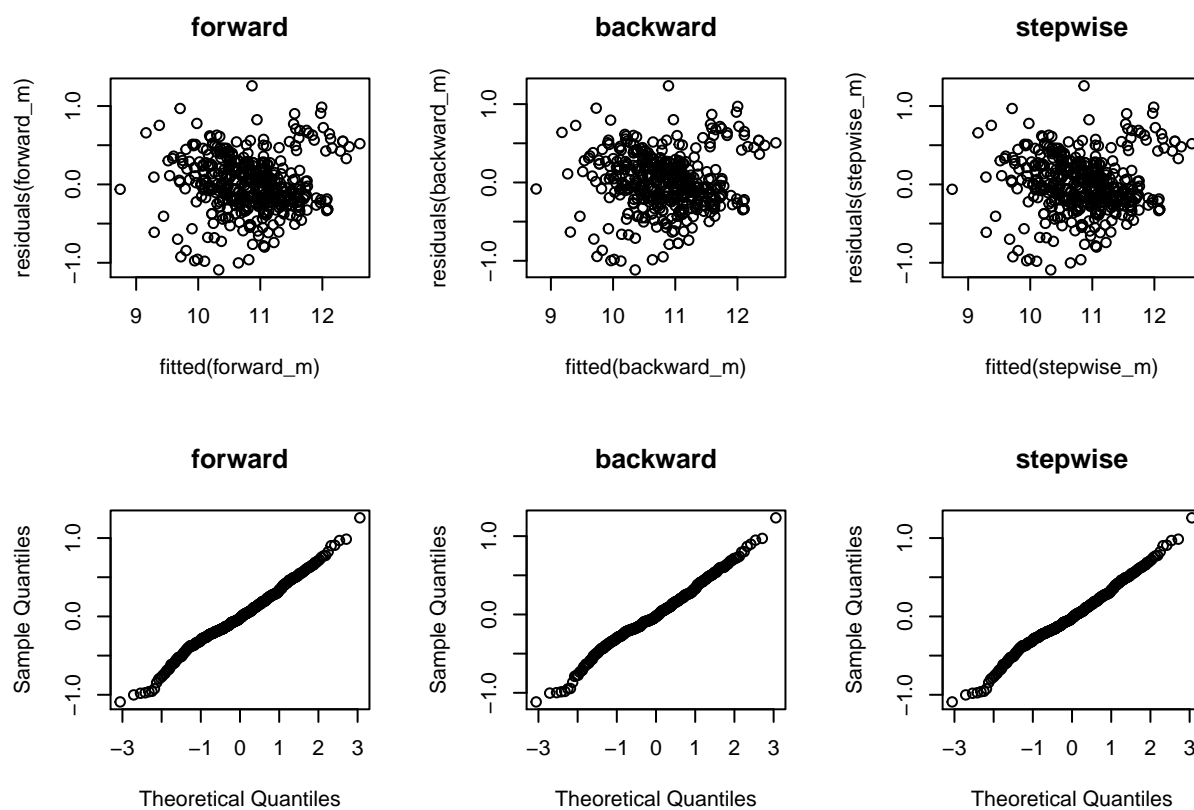 forward
residuals(forward_m)
−1.0 0.0 1.0
9 10 11 12
fitted(forward_m)
backward
residuals(backward_m)
−1.0 0.0 1.0
9 10 11 12
fitted(backward_m)
stepwise
residuals(stepwise_m)
−1.0 0.0 1.0
9 10 11 12
fitted(stepwise_m)
forward
Sample Quantiles
−1.0 0.0 1.0
−3 −1 0 1 2 3
Theoretical Quantiles
backward
Sample Quantiles
−1.0 0.0 1.0
−3 −1 0 1 2 3
Theoretical Quantiles
stepwise
Sample Quantiles
−1.0 0.0 1.0
−3 −1 0 1 2 3
Theoretical Quantiles